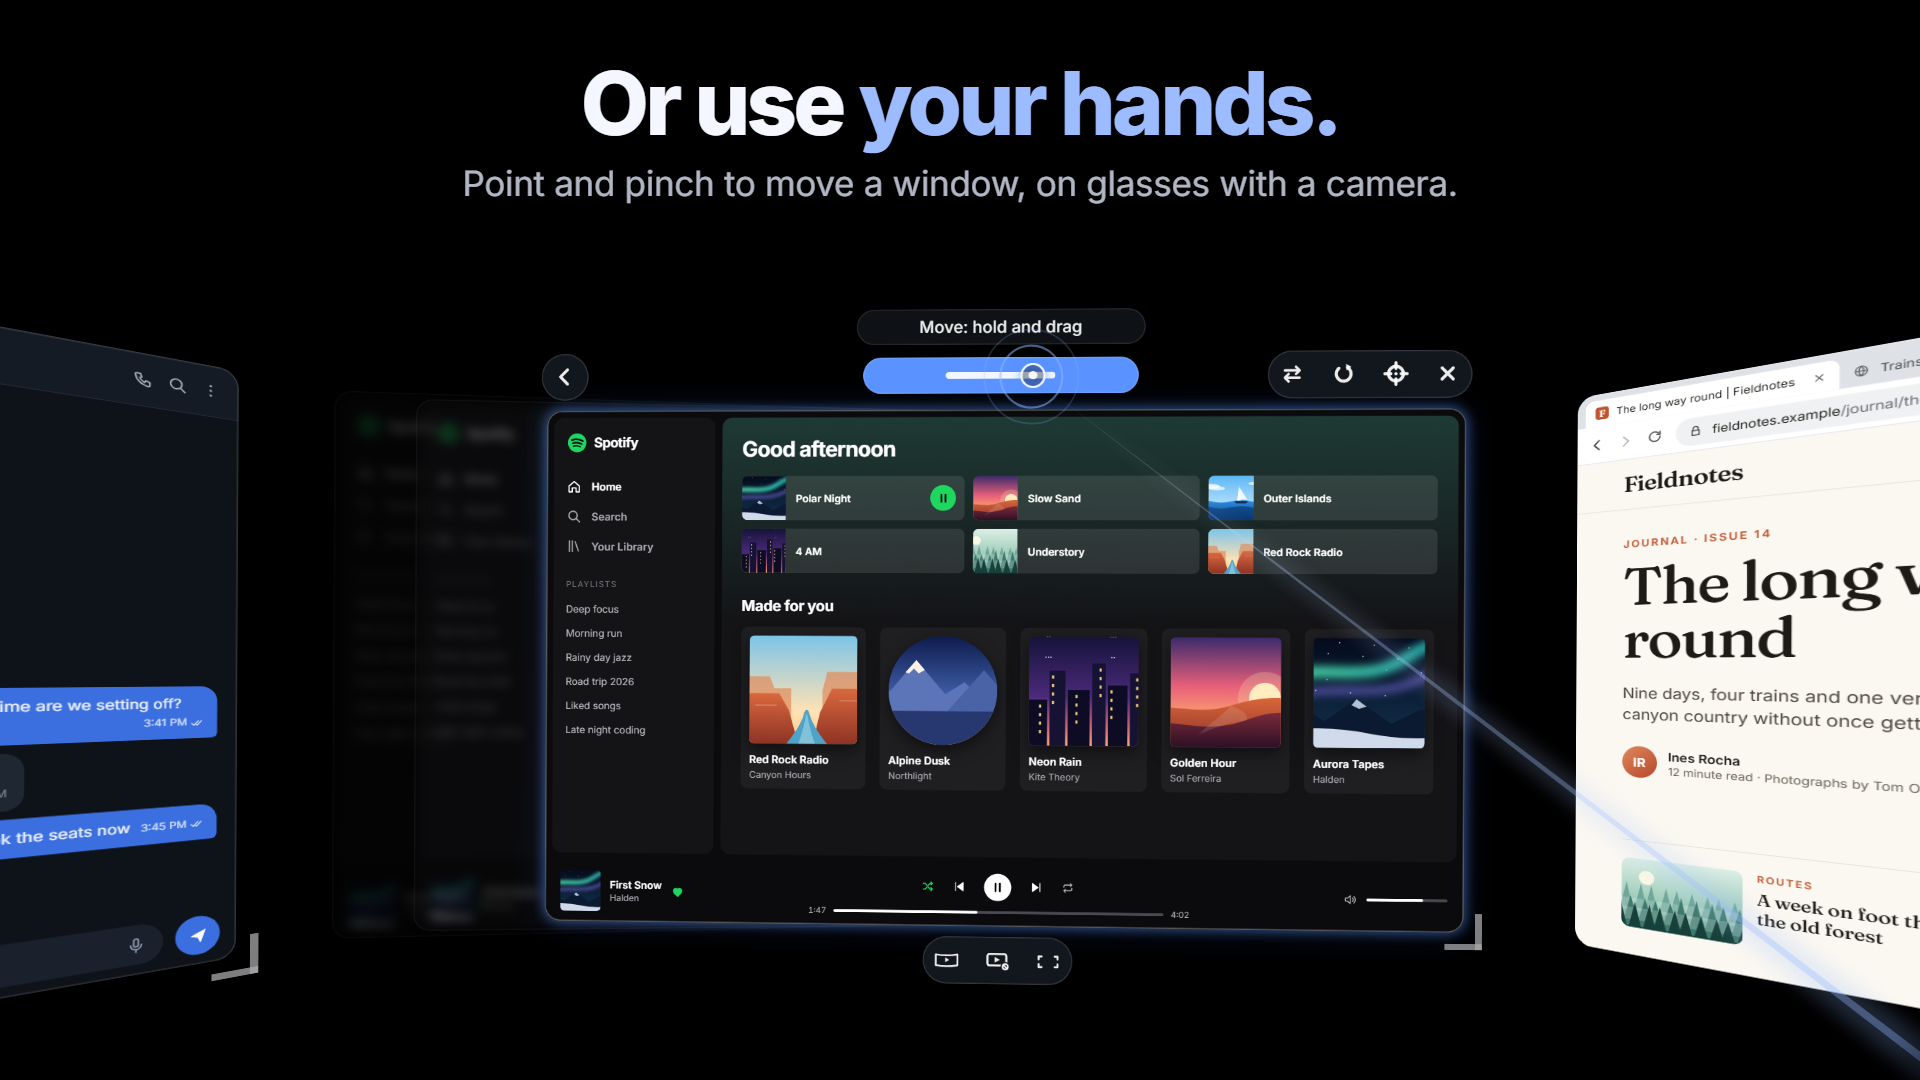 Or use your hands.
Point and pinch to move a window, on glasses with a camera.
Move: hold and drag
ime are we setting off?
3:41 PM
k the seats now 3:45 PM
Spotify
Home
Search
Your Library
PLAYLISTS
Deep focus
Morning run
Rainy day jazz
Road trip 2026
Liked songs
Late night coding
Good afternoon
Polar Night
Slow Sand
Outer Islands
4 AM
Understory
Red Rock Radio
Made for you
Red Rock Radio
Canyon Hours
Alpine Dusk
Northlight
Neon Rain
Kite Theory
Golden Hour
Sol Ferreira
Aurora Tapes
Halden
First Snow
Halden
1:47
4:02
The long way round | Fieldnotes
Trains
fieldnotes.example/journal/the
Fieldnotes
JOURNAL · ISSUE 14
The long
round
Nine days, four trains and one
canyon country without once
IR
Ines Rocha
12 minute read · Photographs by Tom
ROUTES
A week on foot
the old forest